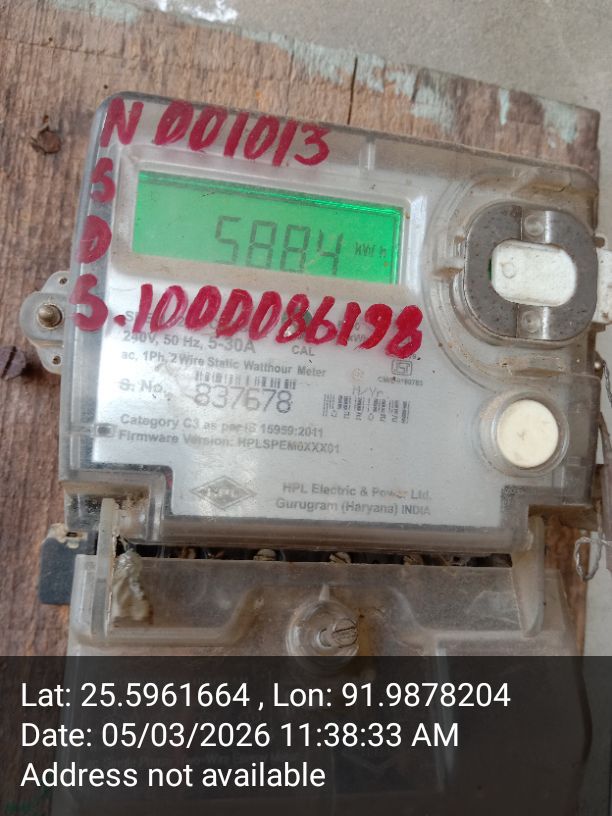 N 001013
S
D
S.1000086198
5884 kWh
240V, 50 Hz, 5-30A
CAL
ac, 1Ph, 2 Wire Static Watthour Meter
S. No.
837678
Category C3 as per IS 15959:2011
Firmware Version: HPLSPEM0XXX01
HPL
HPL Electric & Power Ltd.
Gurugram (Haryana) INDIA
Lat: 25.5961664 , Lon: 91.9878204
Date: 05/03/2026 11:38:33 AM
Address not available